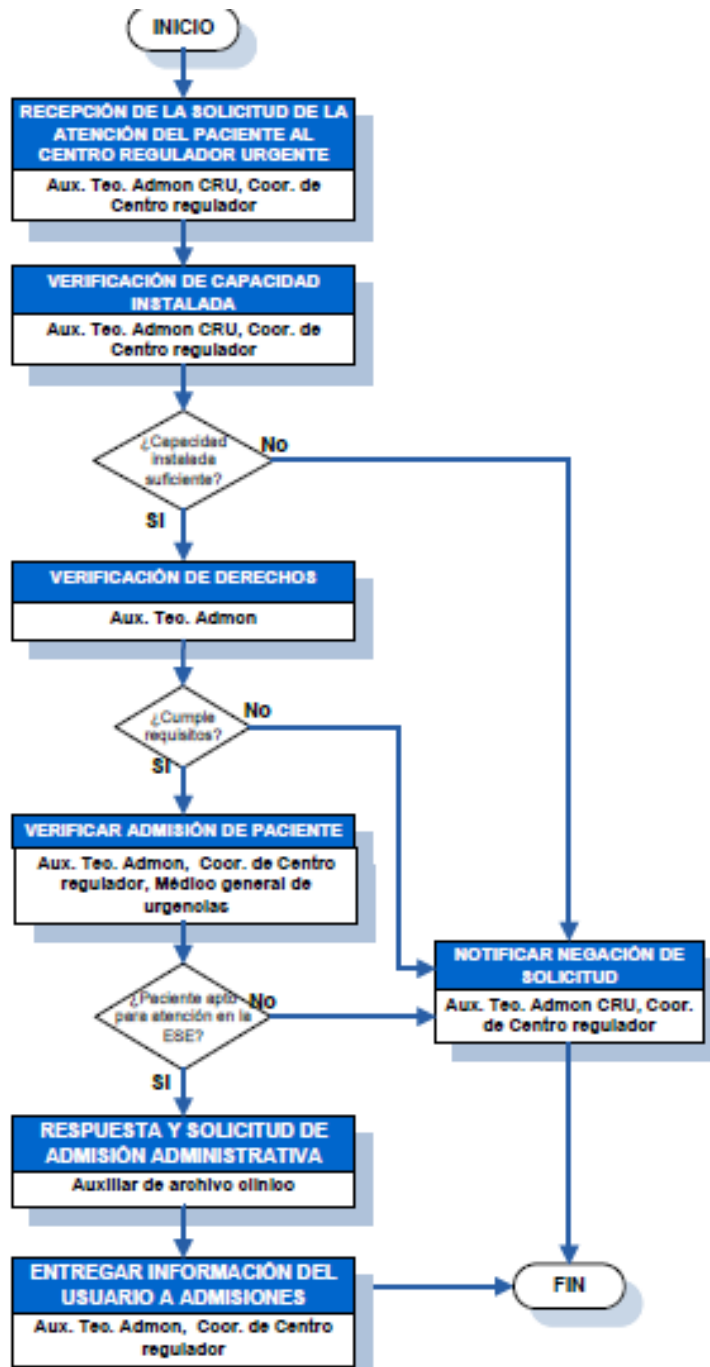 INICIO
RECEPCIÓN DE LA SOLICITUD DE LA
ATENCIÓN DEL PACIENTE AL
CENTRO REGULADOR URGENTE
Aux. Tec. Admon CRU, Coor. de
Centro regulador
VERIFICACIÓN DE CAPACIDAD
INSTALADA
Aux. Tec. Admon CRU, Coor. de
Centro regulador
¿Capacidad
instalada
suficiente?
No
SI
VERIFICACIÓN DE DERECHOS
Aux. Tec. Admon
¿Cumple
requisitos?
No
SI
VERIFICAR ADMISIÓN DE PACIENTE
Aux. Tec. Admon, Coor. de Centro
regulador, Médico general de
urgencias
¿Paciente apto
para atención en la
ESE?
No
SI
NOTIFICAR NEGACIÓN DE
SOLICITUD
Aux. Tec. Admon CRU, Coor.
de Centro regulador
RESPUESTA Y SOLICITUD DE
ADMISIÓN ADMINISTRATIVA
Auxiliar de archivo clínico
ENTREGAR INFORMACIÓN DEL
USUARIO A ADMISIONES
Aux. Tec. Admon, Coor. de Centro
regulador
FIN